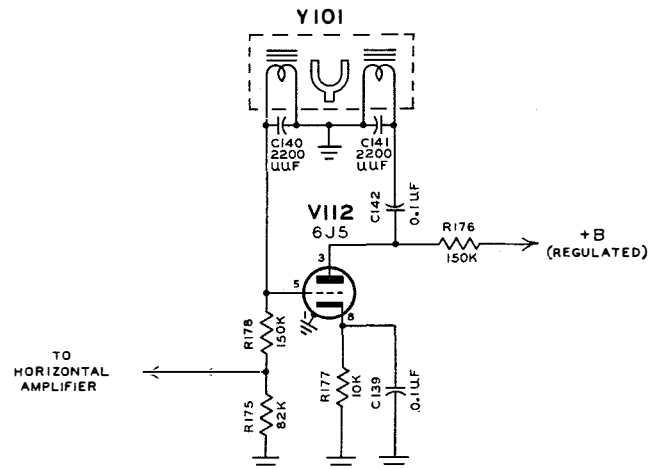 Y101
C140
2200
UUF
C141
2200
UUF
C142
0.1UF
V112
6J5
R176
150K
+B
(REGULATED)
3
5
1
8
R178
150K
TO
HORIZONTAL
AMPLIFIER
R175
82K
R177
10K
C139
0.1UF